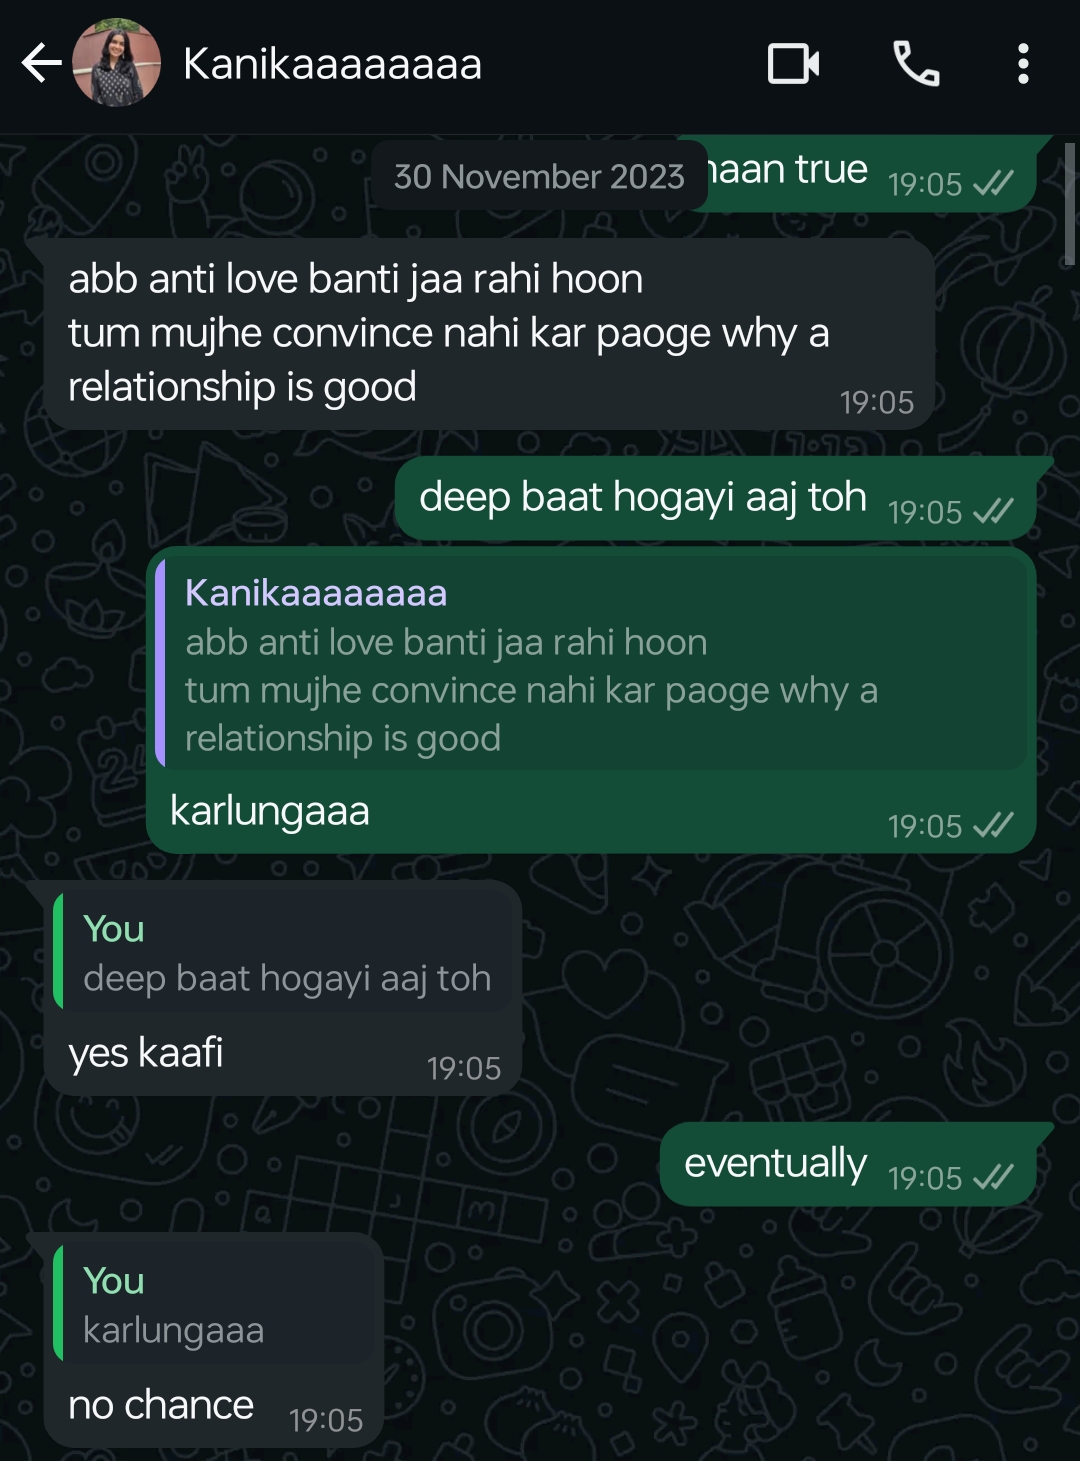 Kanikaaaaaaaa
30 November 2023
haan true 19:05
abb anti love banti jaa rahi hoon
tum mujhe convince nahi kar paoge why a
relationship is good
19:05
deep baat hogayi aaj toh 19:05
Kanikaaaaaaaa
abb anti love banti jaa rahi hoon
tum mujhe convince nahi kar paoge why a
relationship is good
karlungaaa
19:05
You
deep baat hogayi aaj toh
yes kaafi
19:05
eventually 19:05
You
karlungaaa
no chance 19:05